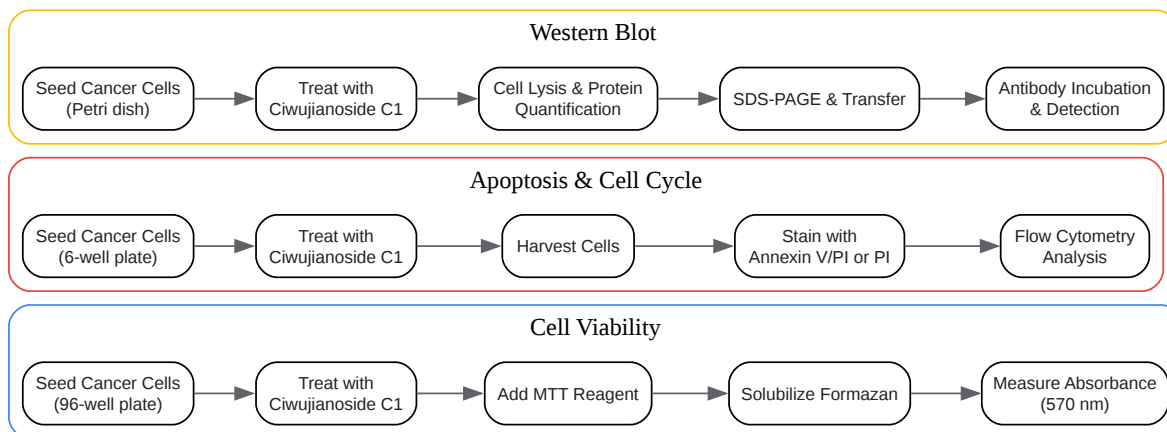 Western Blot
Seed Cancer Cells
(Petri dish)
Treat with
Ciwujianoside C1
Cell Lysis & Protein
Quantification
SDS-PAGE & Transfer
Antibody Incubation
& Detection
Apoptosis & Cell Cycle
Seed Cancer Cells
(6-well plate)
Treat with
Ciwujianoside C1
Harvest Cells
Stain with
Annexin V/PI or PI
Flow Cytometry
Analysis
Cell Viability
Seed Cancer Cells
(96-well plate)
Treat with
Ciwujianoside C1
Add MTT Reagent
Solubilize Formazan
Measure Absorbance
(570 nm)